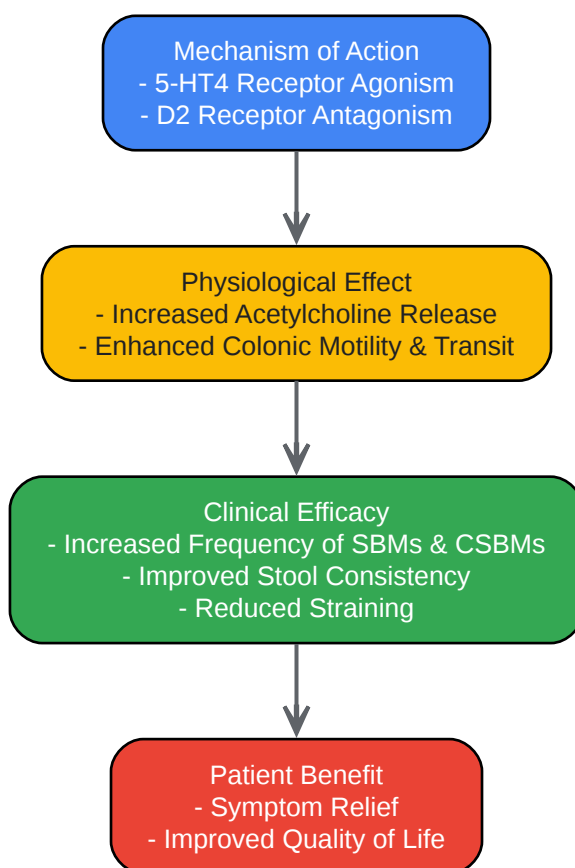 Mechanism of Action
- 5-HT4 Receptor Agonism
- D2 Receptor Antagonism
Physiological Effect
- Increased Acetylcholine Release
- Enhanced Colonic Motility & Transit
Clinical Efficacy
- Increased Frequency of SBMs & CSBMs
- Improved Stool Consistency
- Reduced Straining
Patient Benefit
- Symptom Relief
- Improved Quality of Life